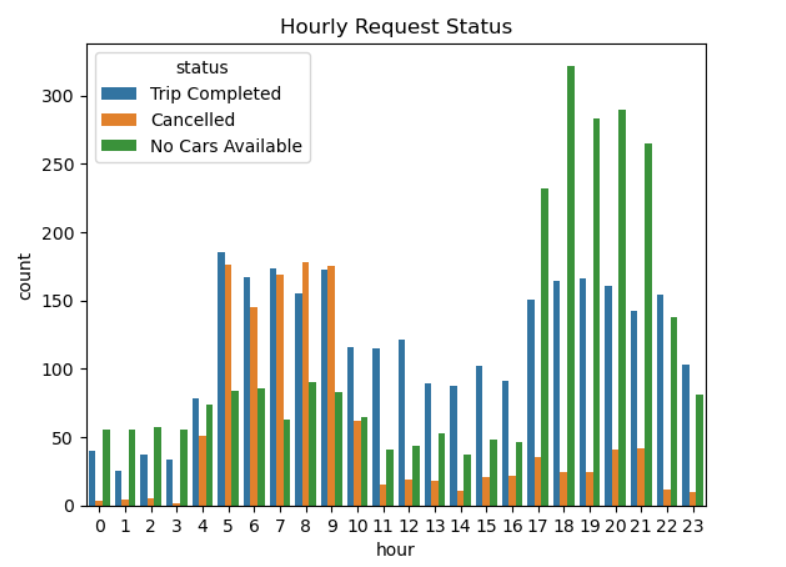 Hourly Request Status
status
Trip Completed
Cancelled
No Cars Available
count
300
250
200
150
100
50
0
0 1 2 3 4 5 6 7 8 9 10 11 12 13 14 15 16 17 18 19 20 21 22 23
hour